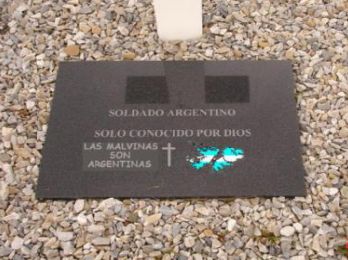 SOLDADO ARGENTINO
SOLO CONOCIDO POR DIOS
LAS MALVINAS
SON
ARGENTINAS